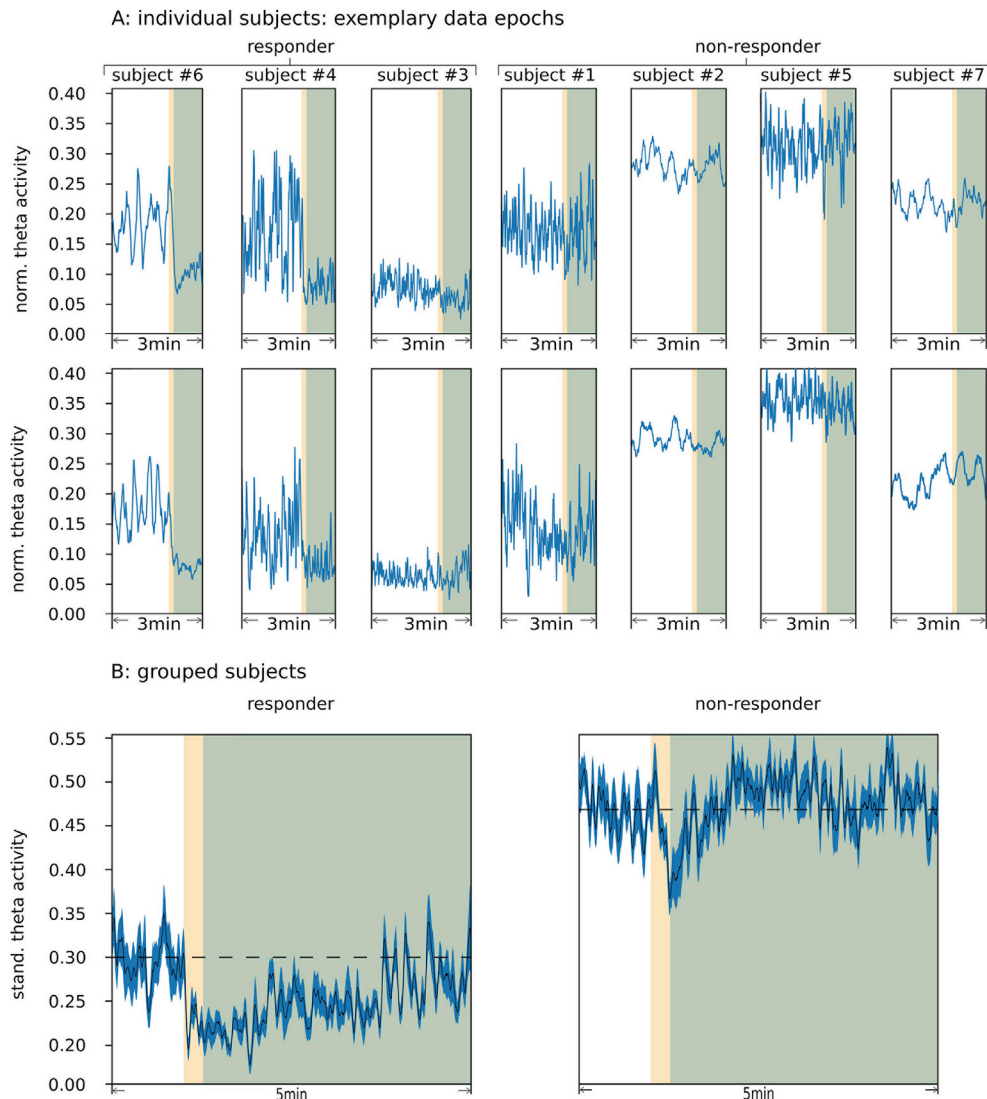 A: individual subjects: exemplary data epochs
responder
non-responder
subject #6 subject #4 subject #3 subject #1 subject #2 subject #5 subject #7
norm. theta activity
0.40
0.35
0.30
0.25
0.20
0.15
0.10
0.05
0.00
3min 3min 3min 3min 3min 3min 3min
norm. theta activity
0.40
0.35
0.30
0.25
0.20
0.15
0.10
0.05
0.00
3min 3min 3min 3min 3min 3min 3min
B: grouped subjects
responder
non-responder
stand. theta activity
0.55
0.50
0.45
0.40
0.35
0.30
0.25
0.20
0.00
5min
5min